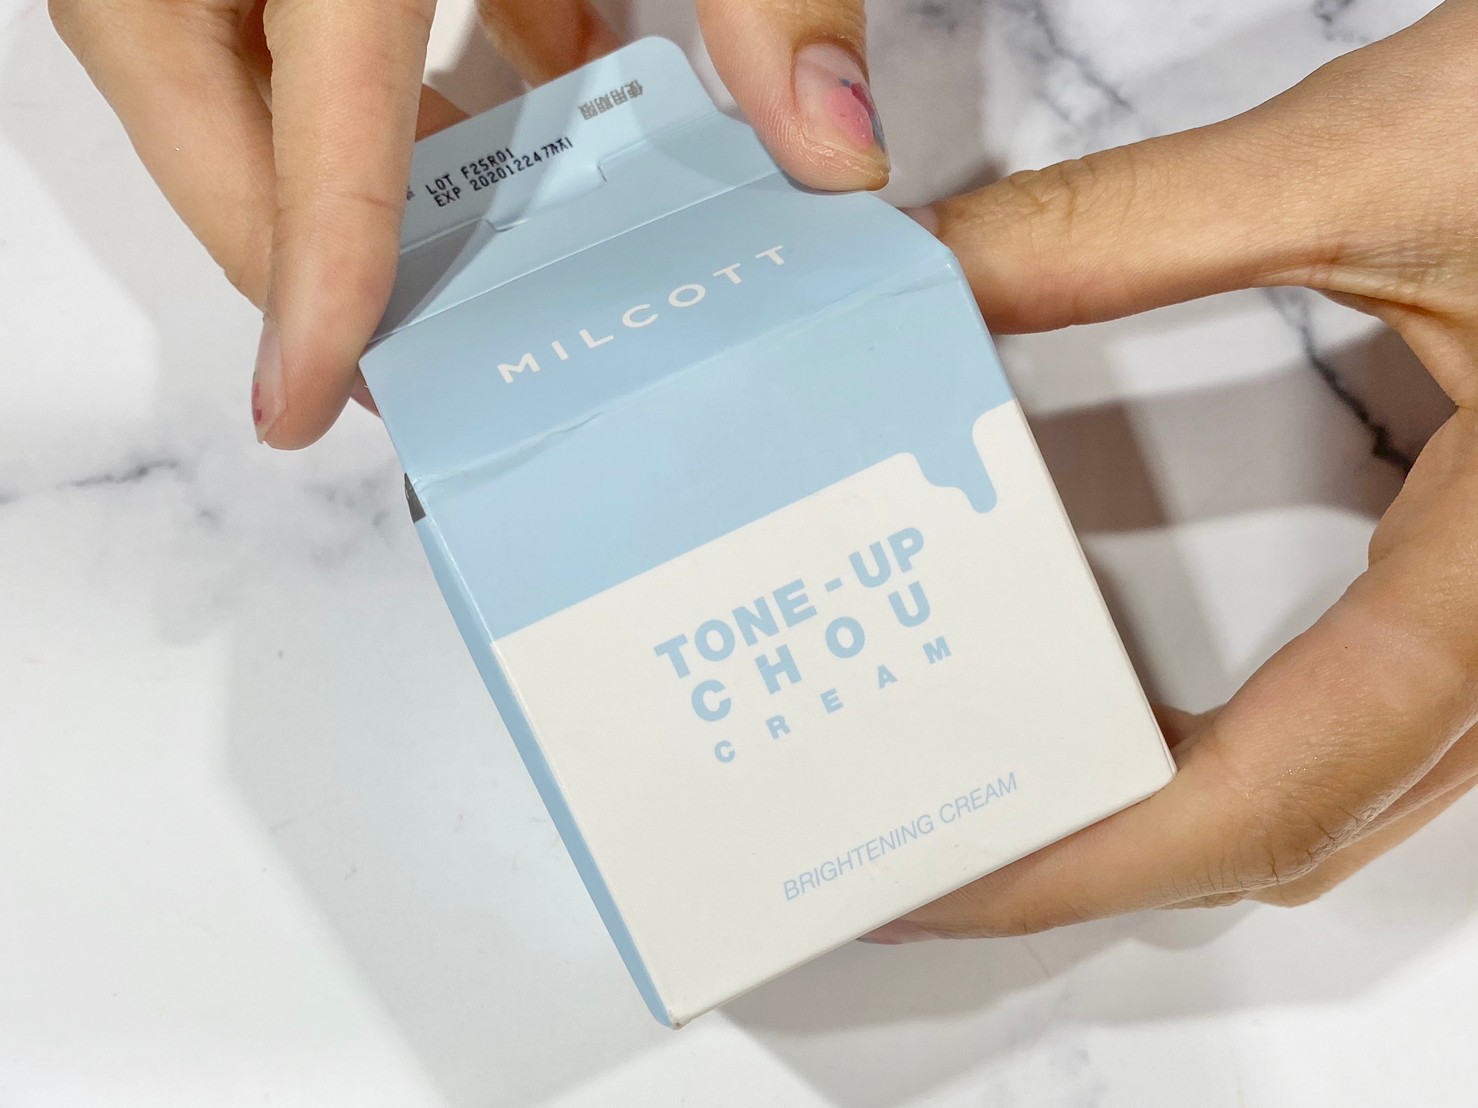 使用期限
LOT F25R01
EXP 20201224
MILCOTT
TONE-UP
CHOU
CREAM
BRIGHTENING CREAM